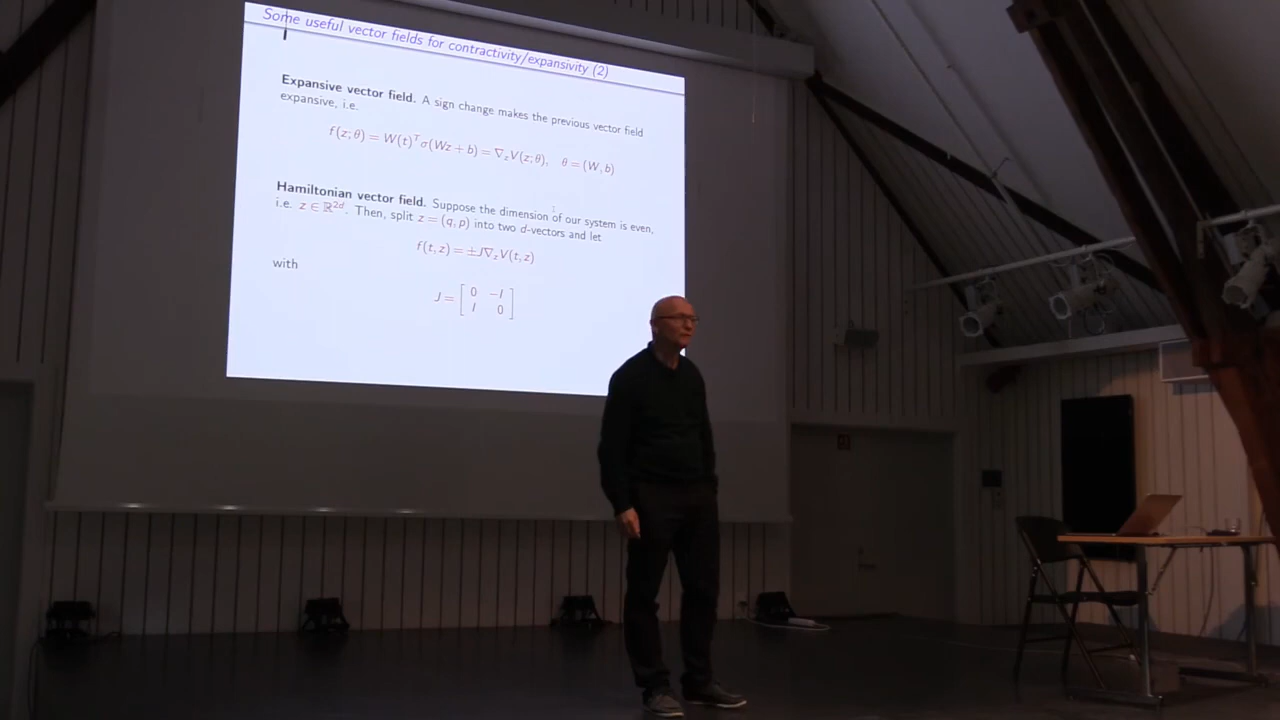 Some useful vector fields for contractivity/expansivity (2)
Expansive vector field. A sign change makes the previous vector field
expansive, i.e.
f(z; θ) = W(t)ᵀσ(Wz + b) = ∇_z V(z; θ),   θ = (W, b)
Hamiltonian vector field. Suppose the dimension of our system is even,
i.e. z ∈ ℝ²ᵈ. Then, split z = (q, p) into two d-vectors and let
f(t, z) = ±J∇_z V(t, z)
with
J = [ 0 −I
I 0 ]